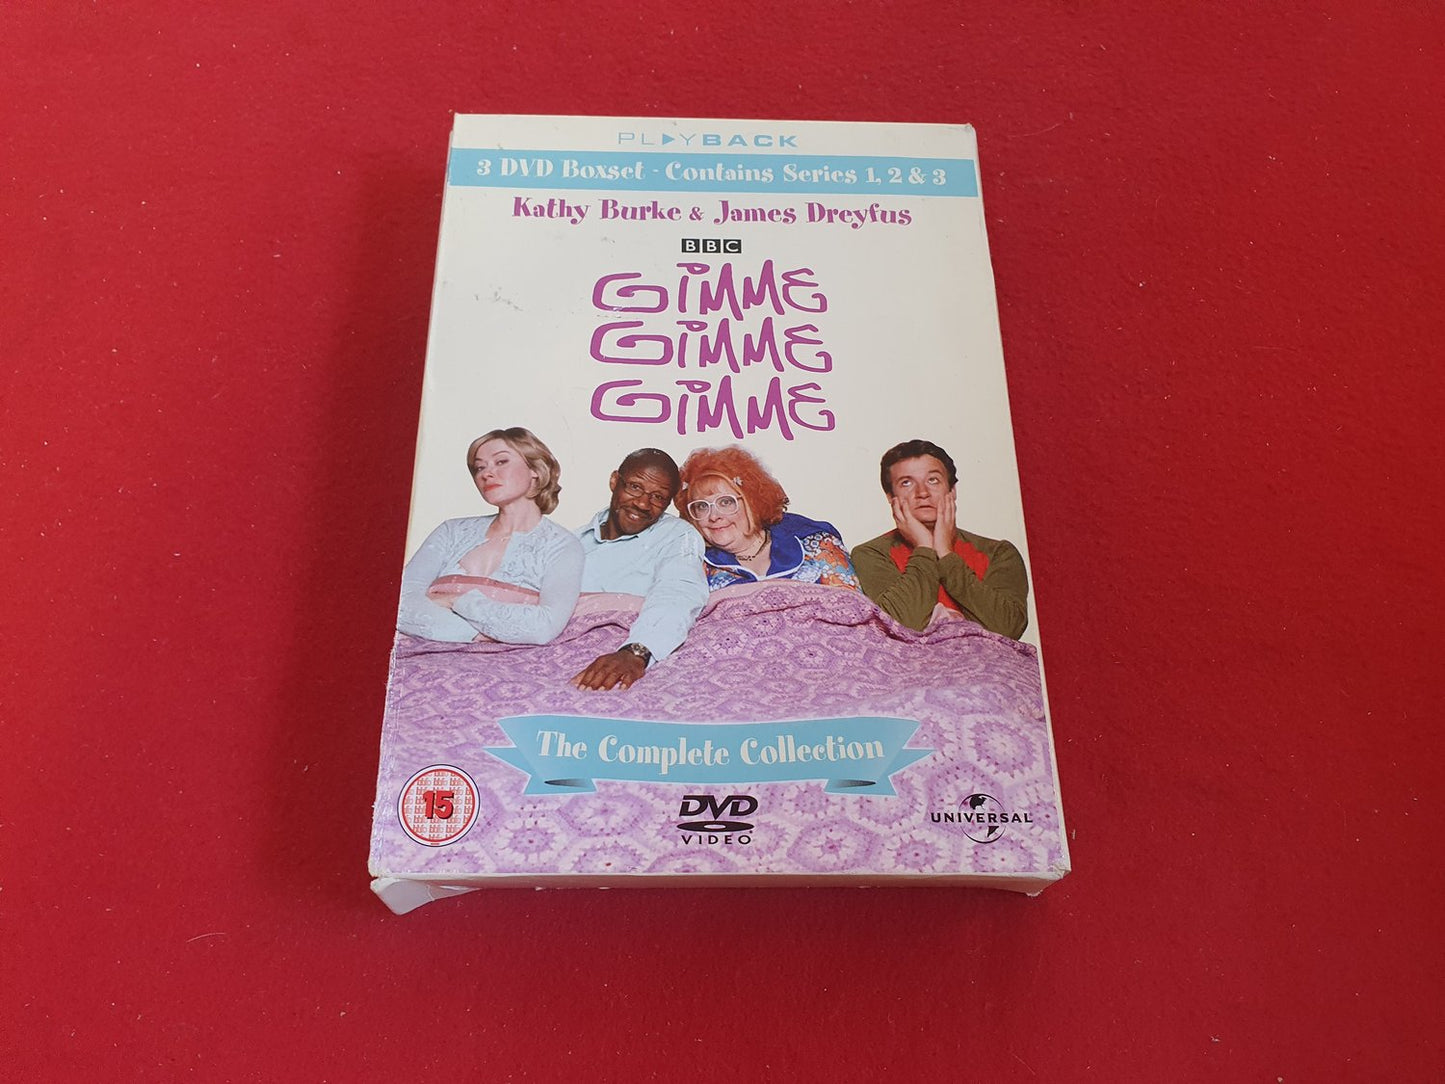 PLAYBACK
3 DVD Boxset - Contains Series 1, 2 & 3
Kathy Burke & James Dreyfus
BBC
GiMME
GiMME
GiMME
The Complete Collection
15
DVD
VIDEO
UNIVERSAL